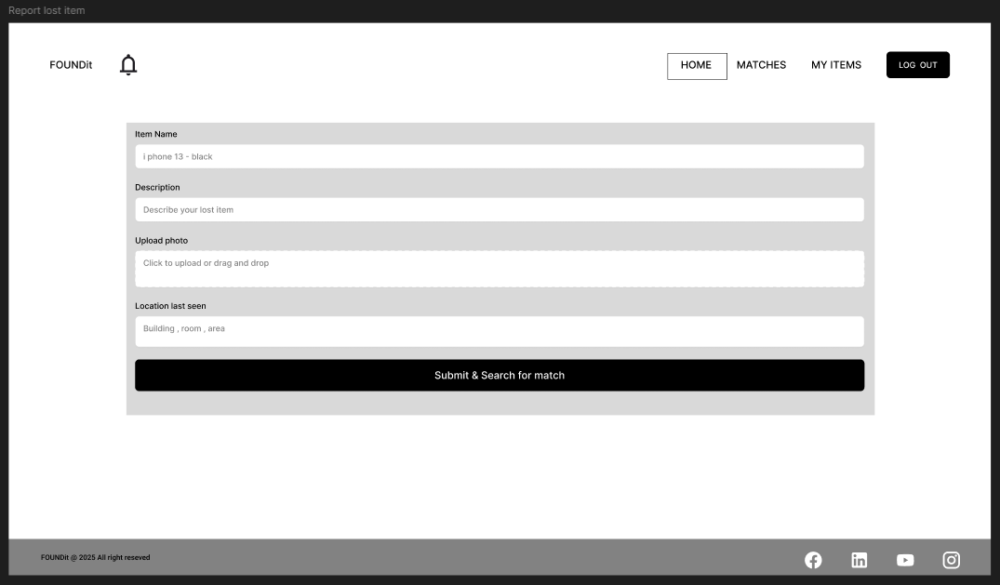 Report lost item
FOUNDit
HOME
MATCHES
MY ITEMS
LOG OUT
Item Name
i phone 13 - black
Description
Describe your lost item
Upload photo
Click to upload or drag and drop
Location last seen
Building , room , area
Submit & Search for match
FOUNDit @ 2025 All right reseved